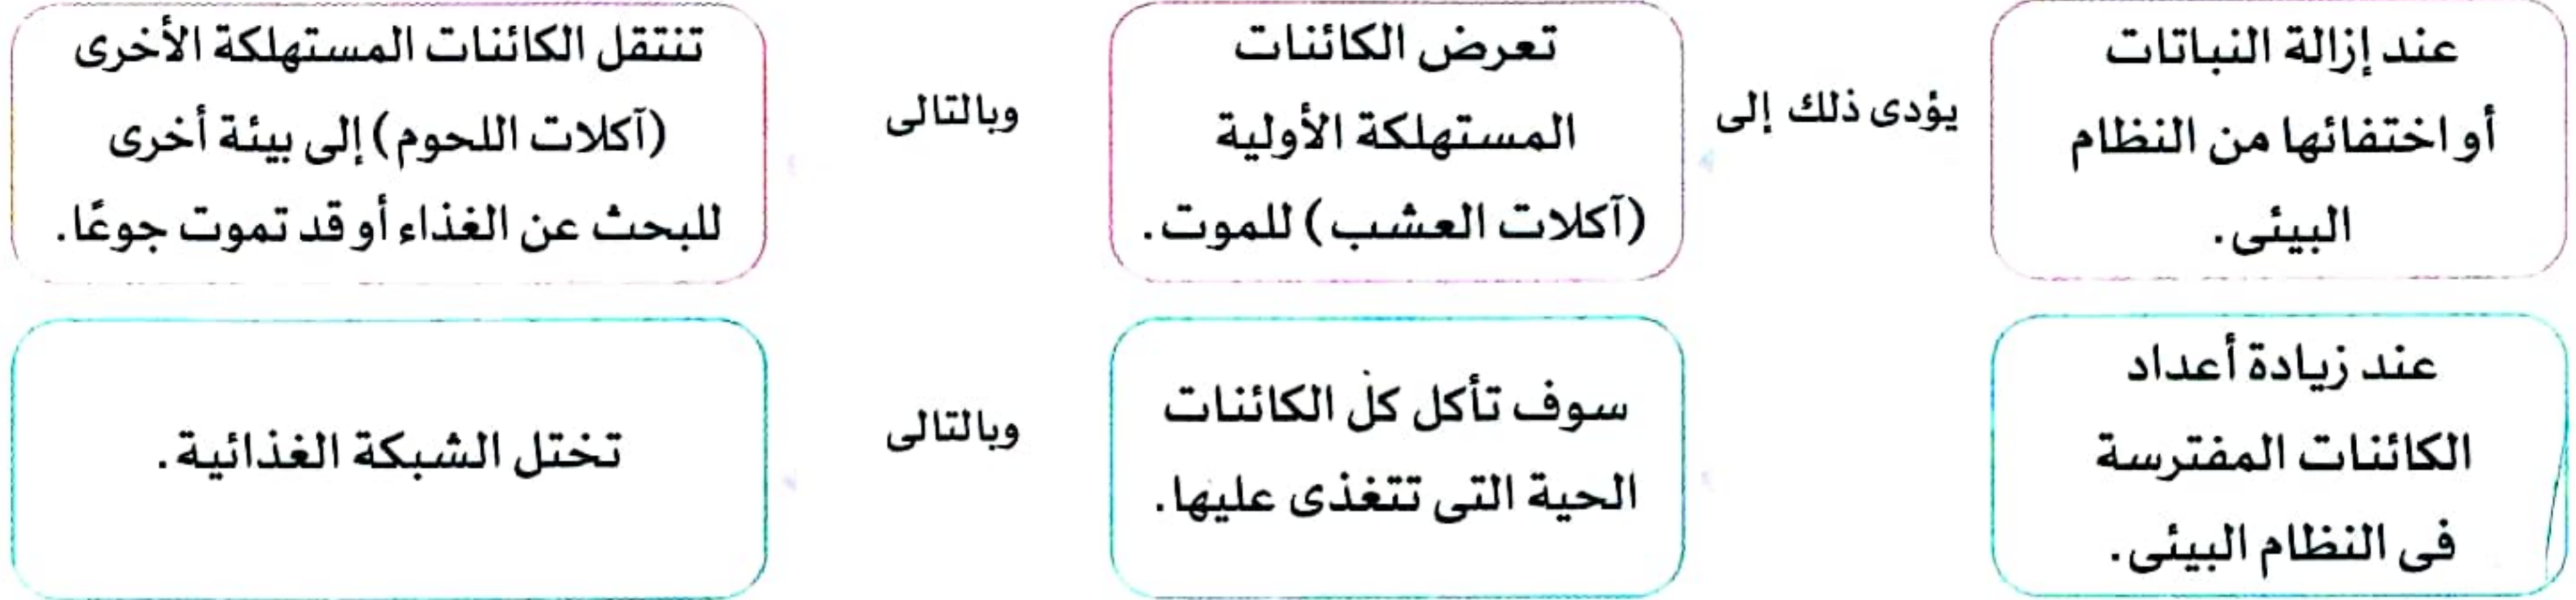 عند إزالة النباتات
أو اختفائها من النظام
البيئى.
يؤدى ذلك إلى
تعرض الكائنات
المستهلكة الأولية
(آكلات العشب) للموت.
وبالتالى
تنتقل الكائنات المستهلكة الأخرى
(آكلات اللحوم) إلى بيئة أخرى
للبحث عن الغذاء أو قد تموت جوعًا.
عند زيادة أعداد
الكائنات المفترسة
فى النظام البيئى.
سوف تأكل كل الكائنات
الحية التى تتغذى عليها.
وبالتالى
تختل الشبكة الغذائية.